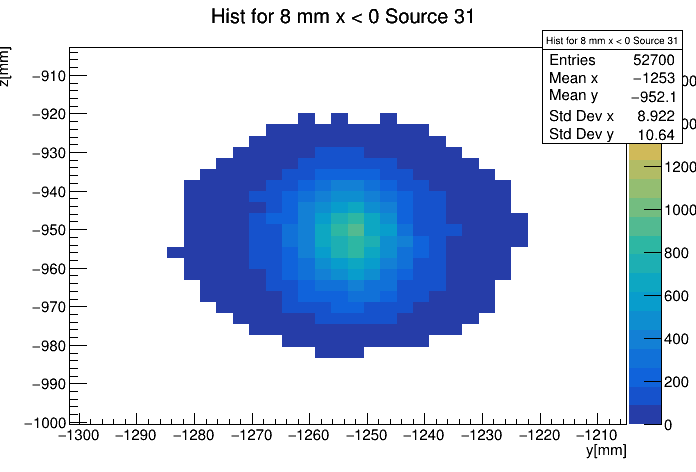 Hist for 8 mm x < 0 Source 31
z[mm]
Hist for 8 mm x < 0 Source 31
Entries 52700
Mean x −1253
Mean y −952.1
Std Dev x 8.922
Std Dev y 10.64
−910
−920
−930
−940
−950
−960
−970
−980
−990
−1000
1200
1000
800
600
400
200
0
−1300 −1290 −1280 −1270 −1260 −1250 −1240 −1230 −1220 −1210
y[mm]